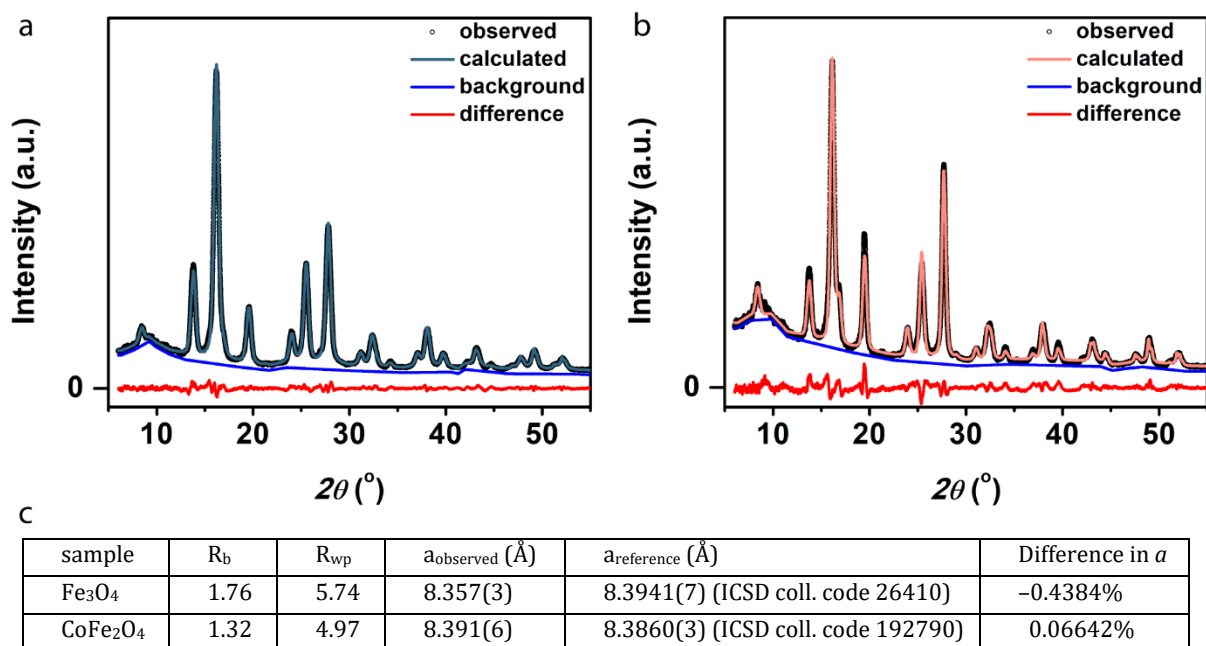 a
observed
calculated
background
difference
Intensity (a.u.)
0
10 20 30 40 50
2θ (°)
b
observed
calculated
background
difference
Intensity (a.u.)
0
10 20 30 40 50
2θ (°)
c
sample Rb Rwp aobserved (Å) areference (Å) Difference in a
Fe₃O₄ 1.76 5.74 8.357(3) 8.3941(7) (ICSD coll. code 26410) −0.4384%
CoFe₂O₄ 1.32 4.97 8.391(6) 8.3860(3) (ICSD coll. code 192790) 0.06642%